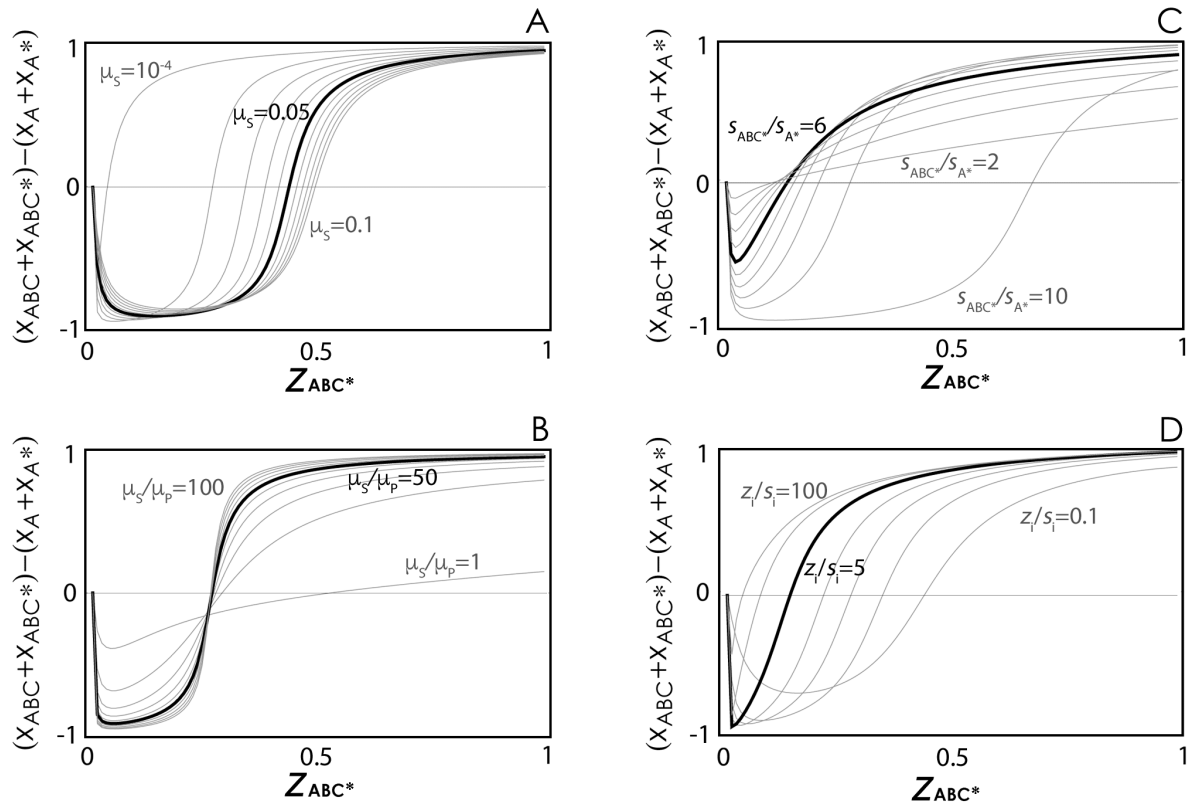 A
(xABC+xABC*)−(xA+xA*)
1
0
-1
μS=10-4
μS=0.05
μS=0.1
0
0.5
1
ZABC*
B
(xABC+xABC*)−(xA+xA*)
1
0
-1
μS/μP=100
μS/μP=50
μS/μP=1
0
0.5
1
ZABC*
C
(xABC+xABC*)−(xA+xA*)
1
0
-1
sABC*/sA*=6
sABC*/sA*=2
sABC*/sA*=10
0
0.5
1
ZABC*
D
(xABC+xABC*)−(xA+xA*)
1
0
-1
zi/si=100
zi/si=5
zi/si=0.1
0
0.5
1
ZABC*